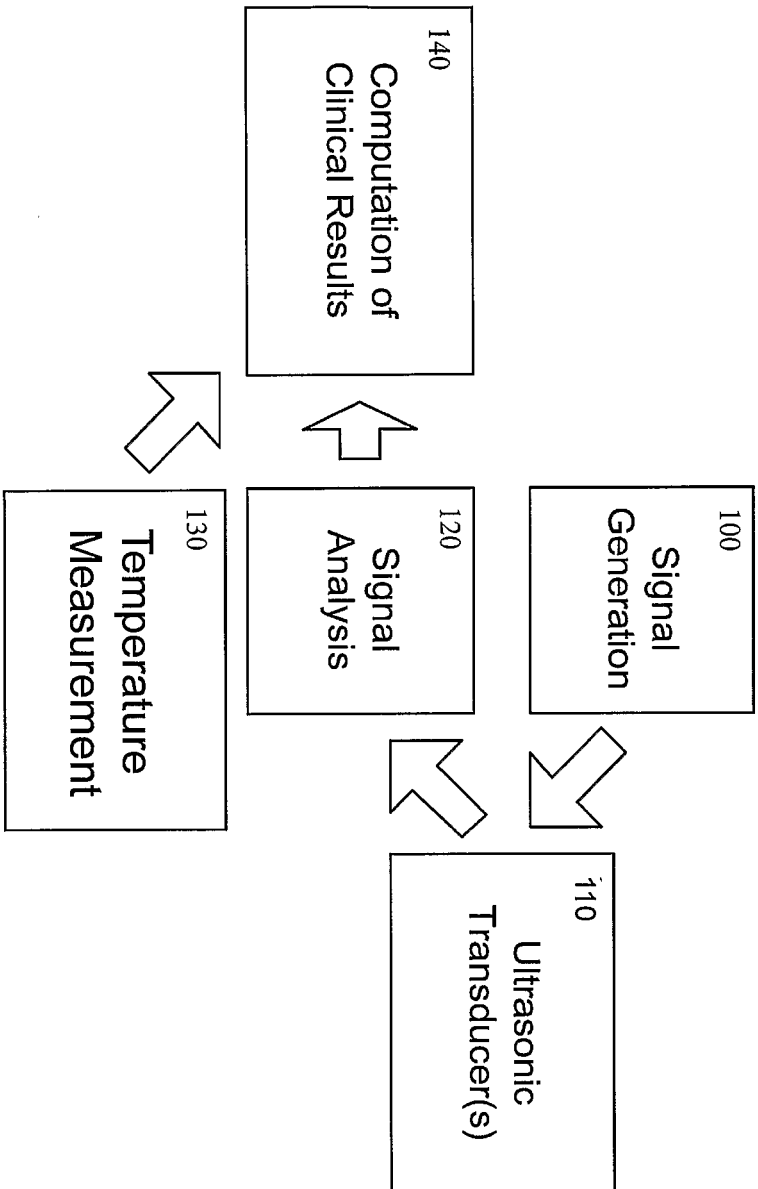 100
Signal
Generation
110
Ultrasonic
Transducer(s)
120
Signal
Analysis
130
Temperature
Measurement
140
Computation of
Clinical Results